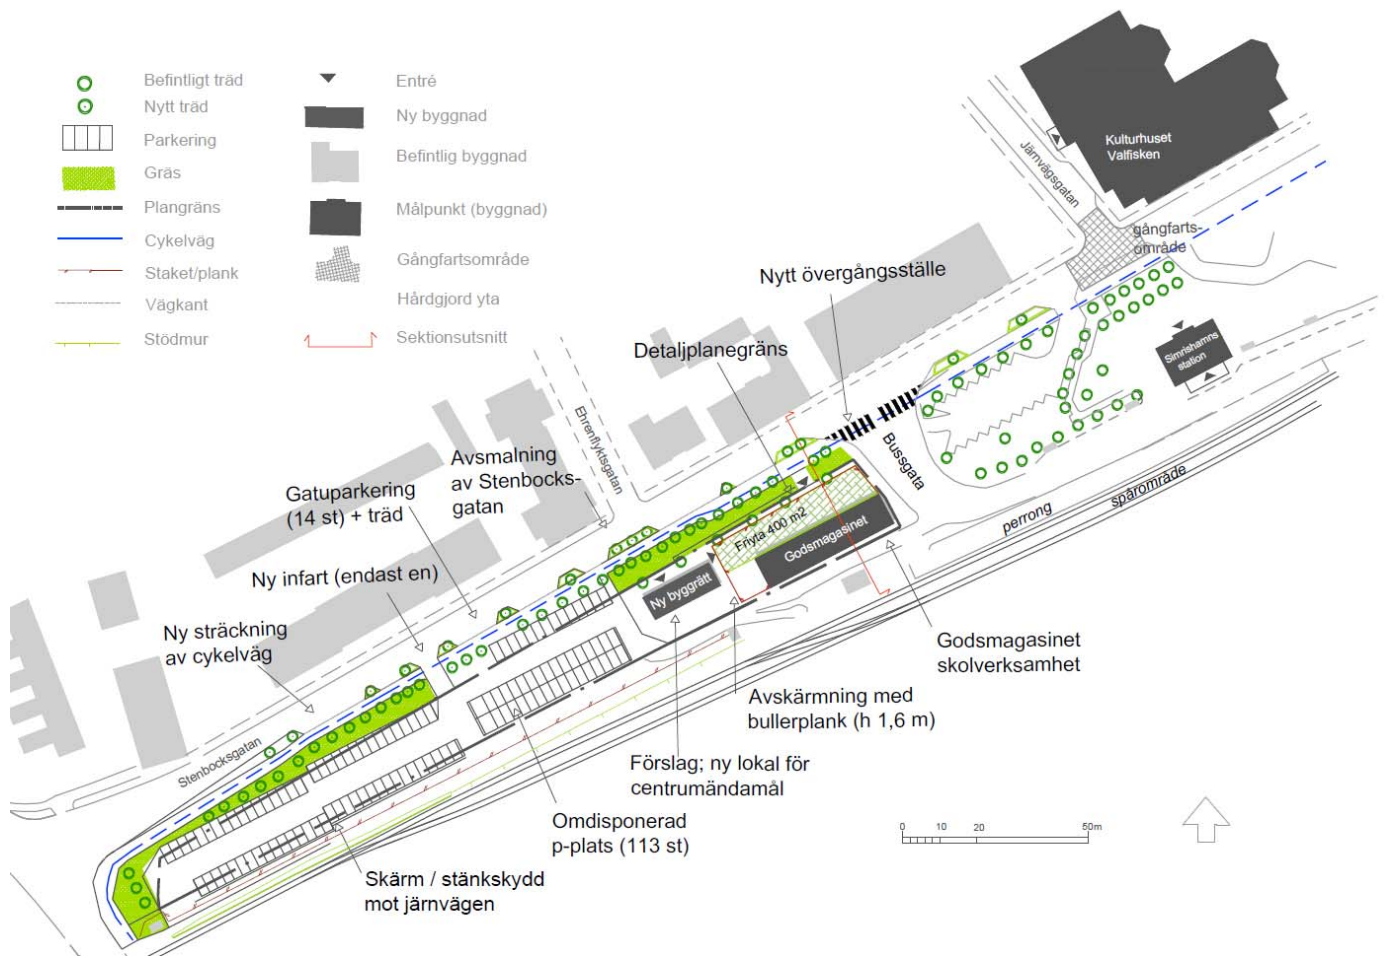 Befintligt träd
Nytt träd
Parkering
Gräs
Plangräns
Cykelväg
Staket/plank
Vägkant
Stödmur
Entré
Ny byggnad
Befintlig byggnad
Målpunkt (byggnad)
Gångfartsområde
Hårdgjord yta
Sektionsutsnitt
Kulturhuset
Valfisken
Järnvägsgatan
gångfarts-
område
Nytt övergångsställe
Simrishamns
station
Detaljplanegräns
Ehrenflyktsgatan
Bussgata
Avsmalning
av Stenbocks-
gatan
Gatuparkering
(14 st) + träd
perrong
spårområde
Friyta 400 m2
Godsmagasinet
Ny byggrätt
Ny infart (endast en)
Ny sträckning
av cykelväg
Stenbocksgatan
Godsmagasinet
skolverksamhet
Avskärmning med
bullerplank (h 1,6 m)
Förslag; ny lokal för
centrumändamål
Omdisponerad
p-plats (113 st)
Skärm / stänkskydd
mot järnvägen
0 10 20 50m